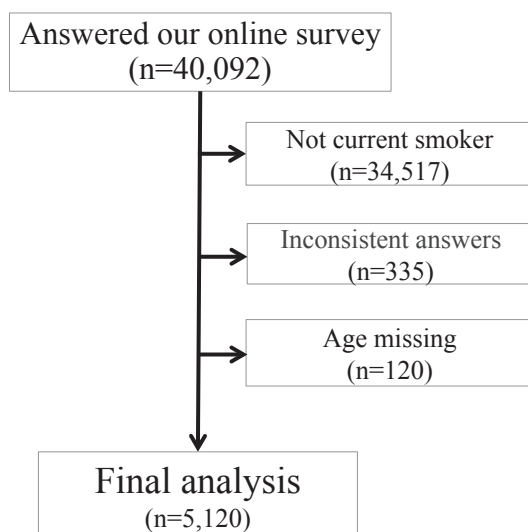 Answered our online survey
(n=40,092)
Not current smoker
(n=34,517)
Inconsistent answers
(n=335)
Age missing
(n=120)
Final analysis
(n=5,120)